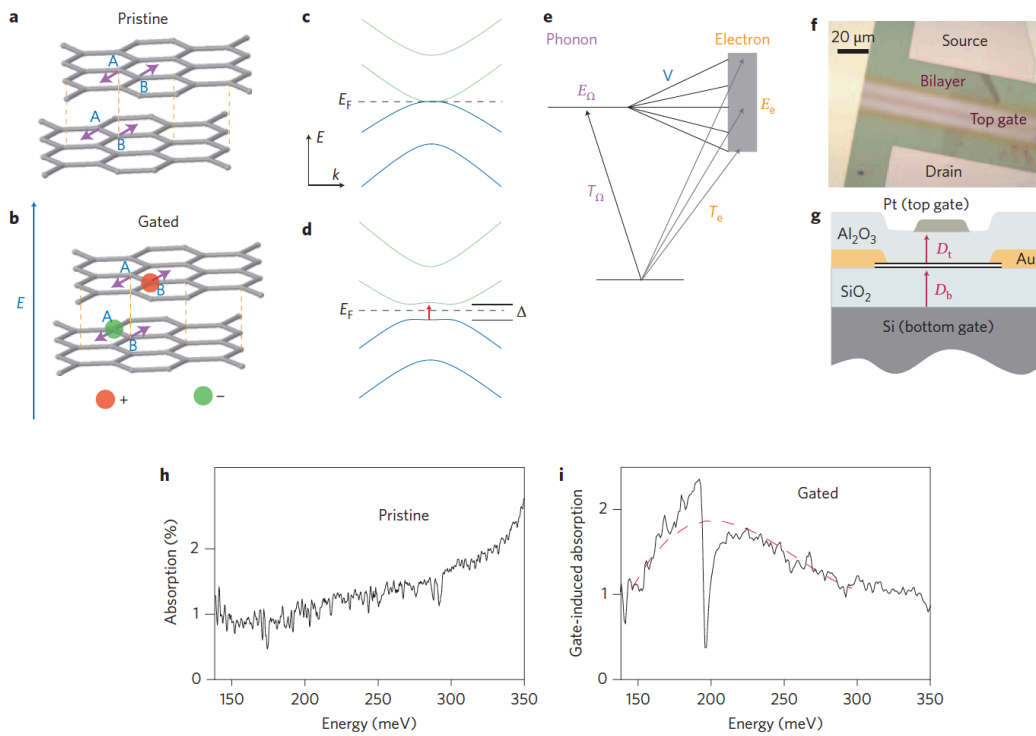 a
Pristine
A
B
A
B
b
Gated
E
A
B
A
B
+
−
c
E_F
E
k
d
E_F
Δ
e
Phonon
Electron
V
E_Ω
E_e
T_Ω
T_e
f
20 μm
Source
Bilayer
Top gate
Drain
g
Pt (top gate)
Al₂O₃
D_t
Au
SiO₂
D_b
Si (bottom gate)
h
Pristine
Absorption (%)
2
1
0
150 200 250 300 350
Energy (meV)
i
Gated
Gate-induced absorption
2
1
0
150 200 250 300 350
Energy (meV)